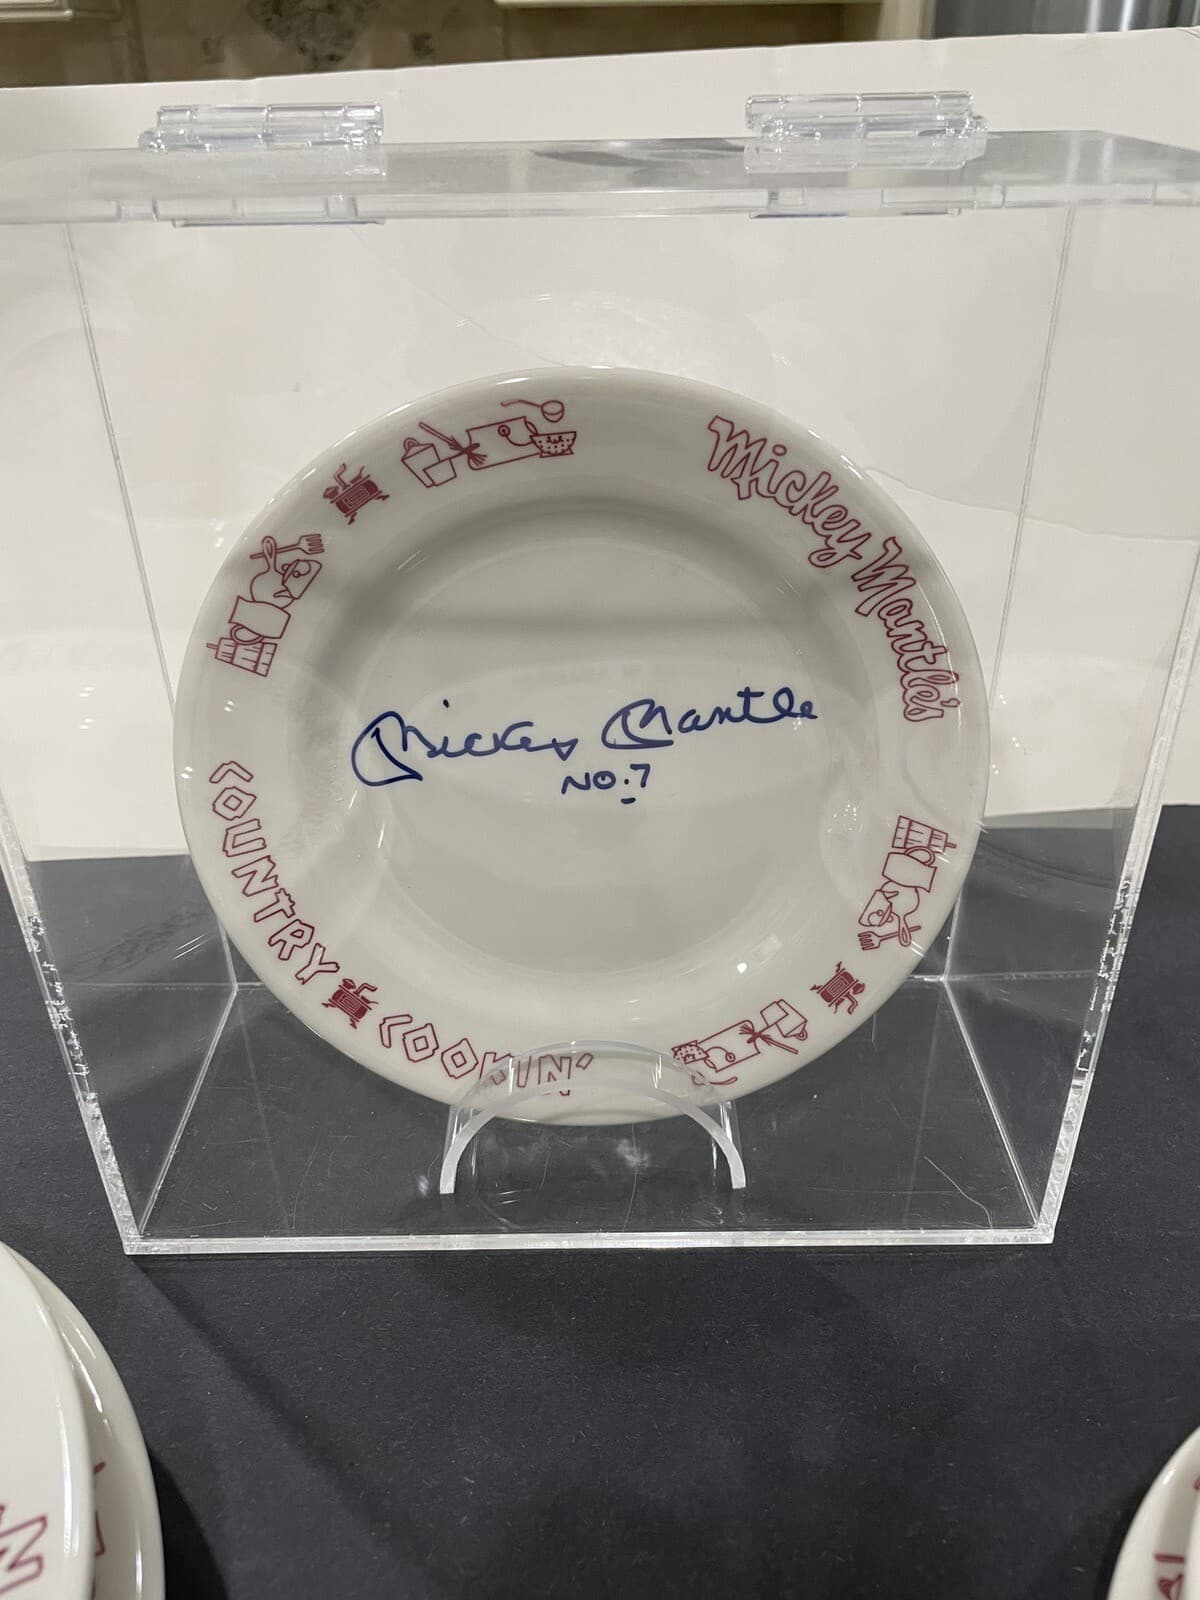 Mickey Mantle's
Mickey Mantle
NO.7
COUNTRY COOKIN'